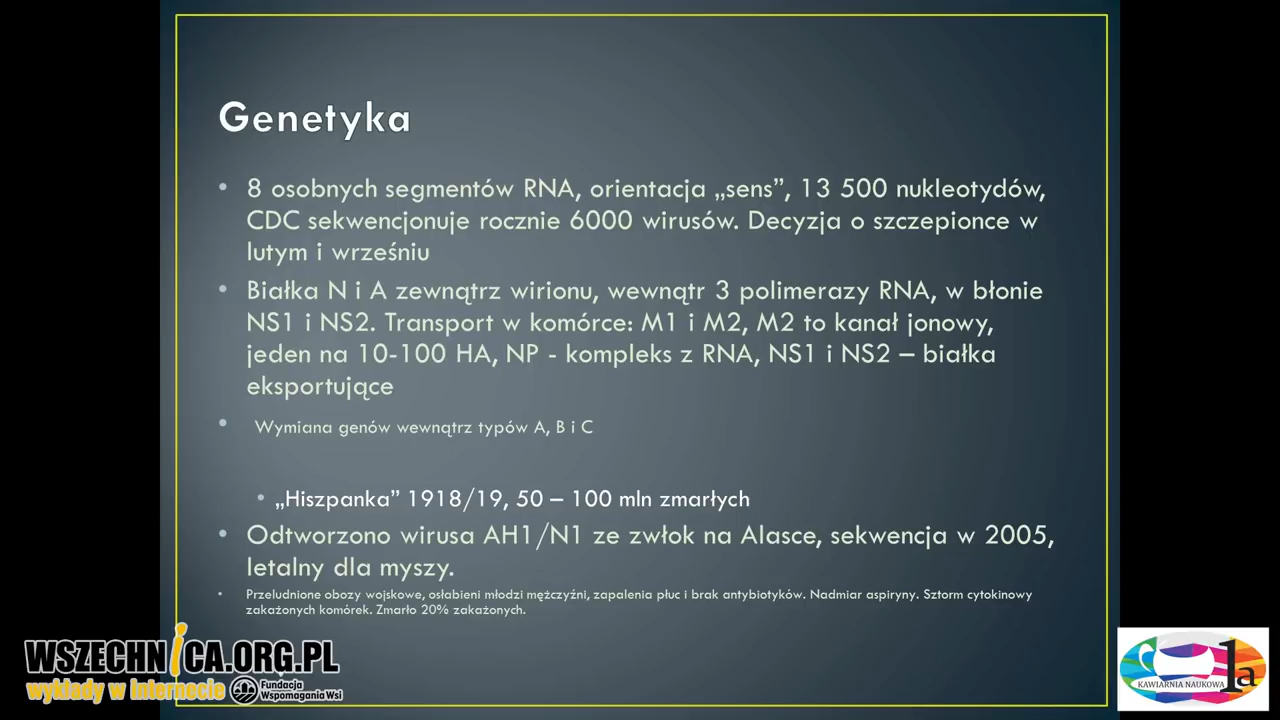 Genetyka
• 8 osobnych segmentów RNA, orientacja „sens”, 13 500 nukleotydów,
CDC sekwencjonuje rocznie 6000 wirusów. Decyzja o szczepionce w
lutym i wrześniu
• Białka N i A zewnątrz wirionu, wewnątr 3 polimerazy RNA, w błonie
NS1 i NS2. Transport w komórce: M1 i M2, M2 to kanał jonowy,
jeden na 10-100 HA, NP - kompleks z RNA, NS1 i NS2 – białka
eksportujące
• Wymiana genów wewnątrz typów A, B i C
• „Hiszpanka” 1918/19, 50 – 100 mln zmarłych
• Odtworzono wirusa AH1/N1 ze zwłok na Alasce, sekwencja w 2005,
letalny dla myszy.
• Przeludnione obozy wojskowe, osłabieni młodzi mężczyźni, zapalenia płuc i brak antybiotyków. Nadmiar aspiryny. Sztorm cytokinowy
zakażonych komórek. Zmarło 20% zakażonych.
WSZECHNICA.ORG.PL
wykłady w internecie
Fundacja
Wspomagania Wsi
KAWIARNIA NAUKOWA 1a